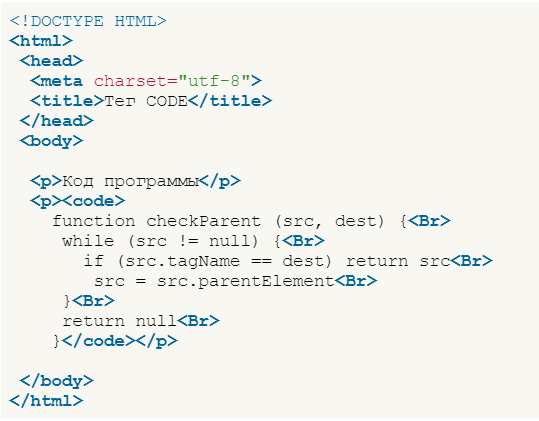 <!DOCTYPE HTML>
<html>
 <head>
  <meta charset="utf-8">
  <title>Тег CODE</title>
 </head>
 <body>

  <p>Код программы</p>
  <p><code>
    function checkParent (src, dest) {<Br>
     while (src != null) {<Br>
       if (src.tagName == dest) return src<Br>
        src = src.parentElement<Br>
     }<Br>
     return null<Br>
    }</code></p>

 </body>
</html>